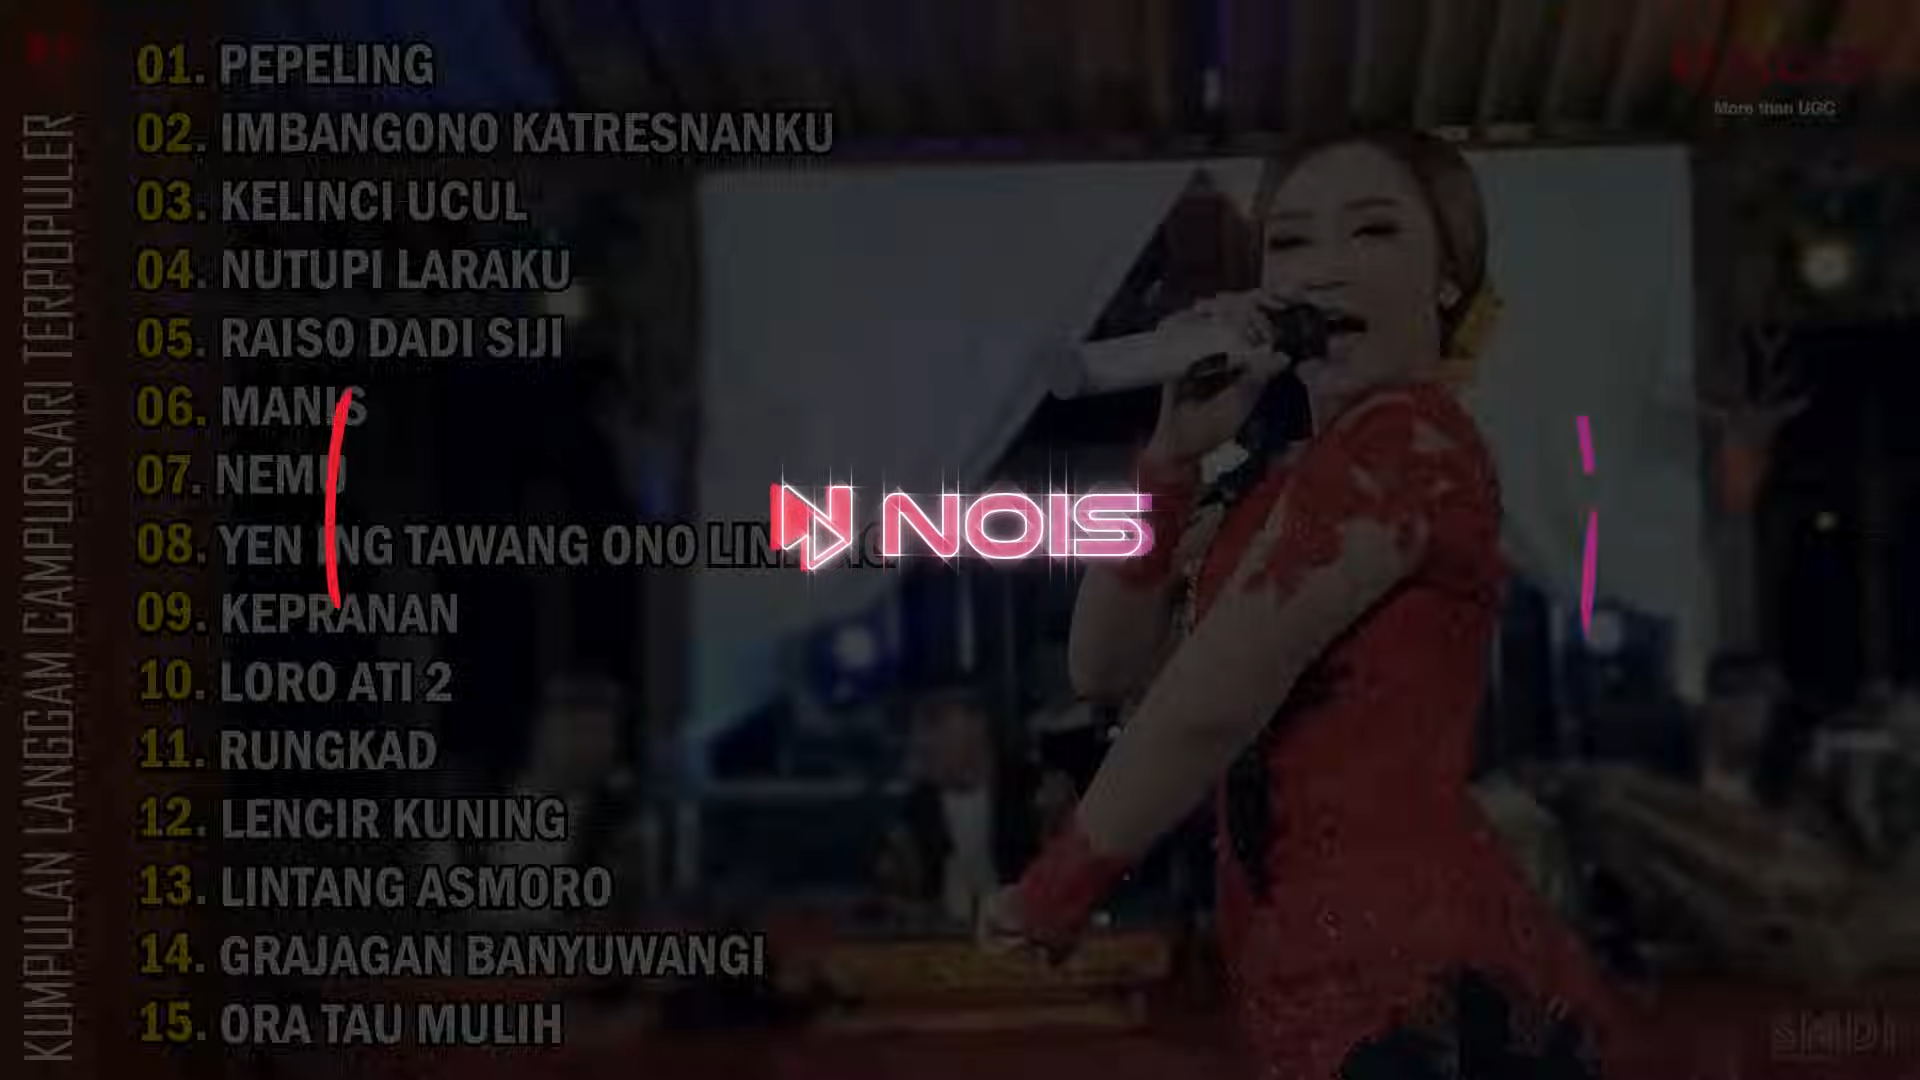 KUMPULAN LANGGAM CAMPURSARI TERPOPULER
01. PEPELING
02. IMBANGONO KATRESNANKU
03. KELINCI UCUL
04. NUTUPI LARAKU
05. RAISO DADI SIJI
06. MANIS
07. NEMU
08. YEN ING TAWANG ONO LINTANG
09. KEPRANAN
10. LORO ATI 2
11. RUNGKAD
12. LENCIR KUNING
13. LINTANG ASMORO
14. GRAJAGAN BANYUWANGI
15. ORA TAU MULIH
NOIS
More than UGC